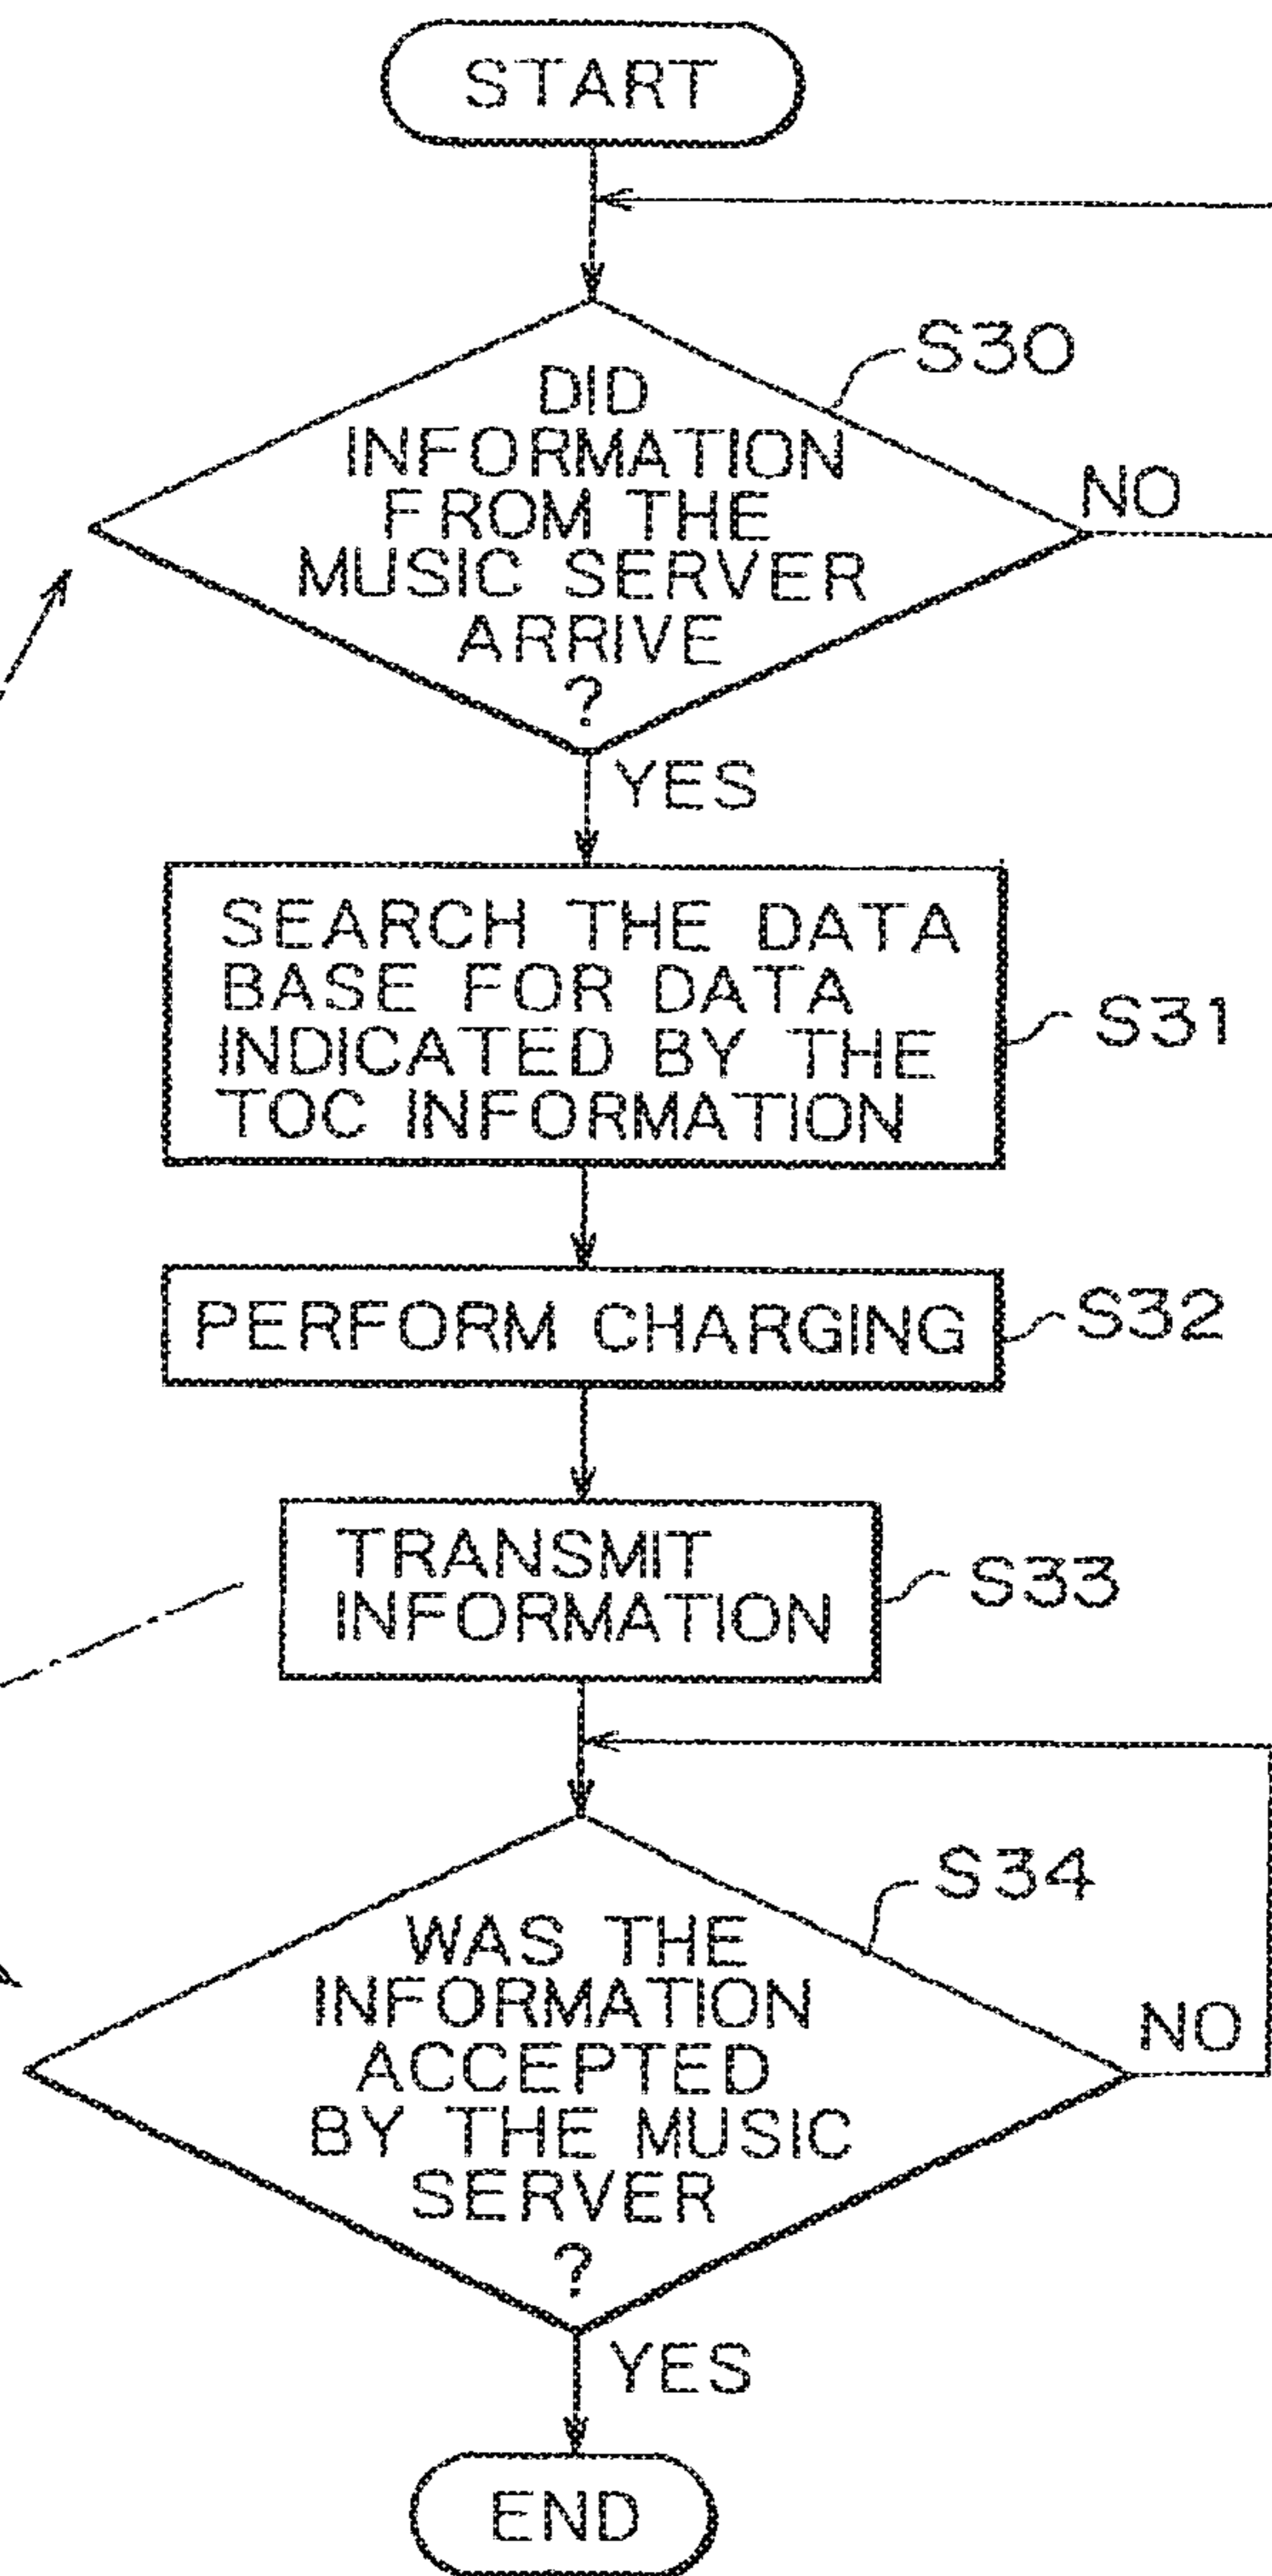 START
S30
DID
INFORMATION
FROM THE
MUSIC SERVER
ARRIVE
?
NO
YES
SEARCH THE DATA
BASE FOR DATA
INDICATED BY THE
TOC INFORMATION
S31
PERFORM CHARGING
S32
TRANSMIT
INFORMATION
S33
S34
WAS THE
INFORMATION
ACCEPTED
BY THE MUSIC
SERVER
?
NO
YES
END